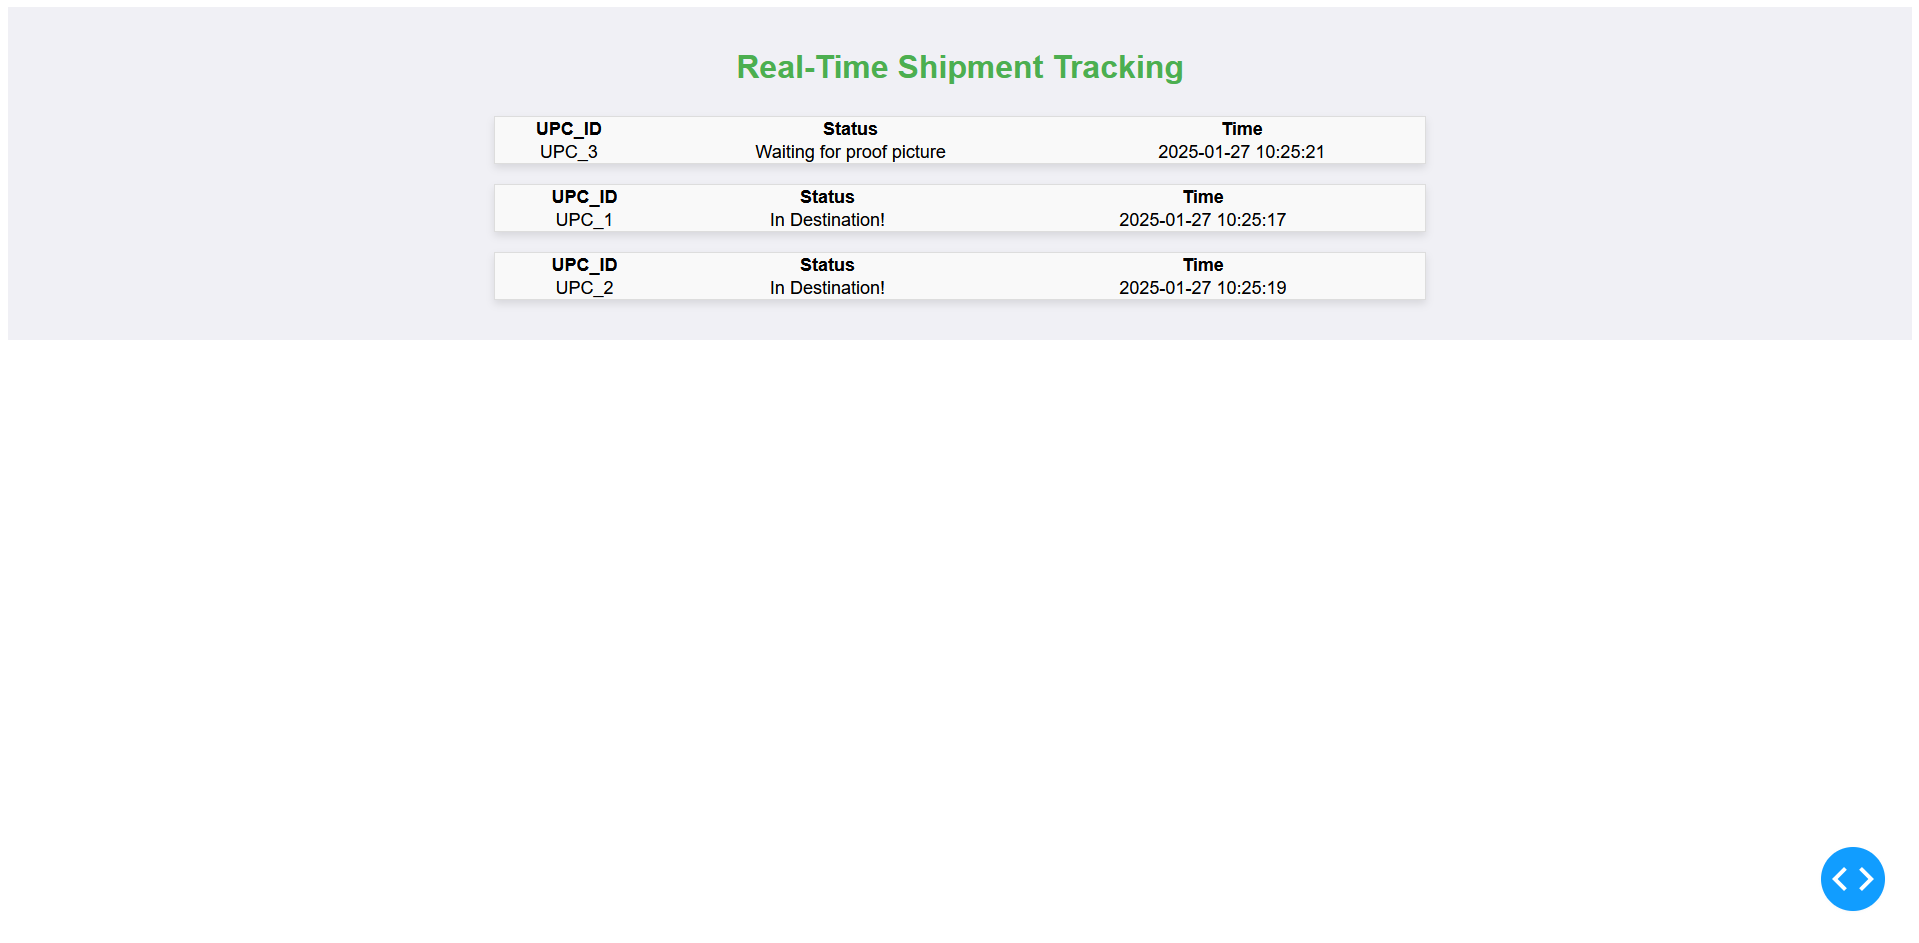 Real-Time Shipment Tracking
UPC_ID Status Time
UPC_3 Waiting for proof picture 2025-01-27 10:25:21
UPC_ID Status Time
UPC_1 In Destination! 2025-01-27 10:25:17
UPC_ID Status Time
UPC_2 In Destination! 2025-01-27 10:25:19